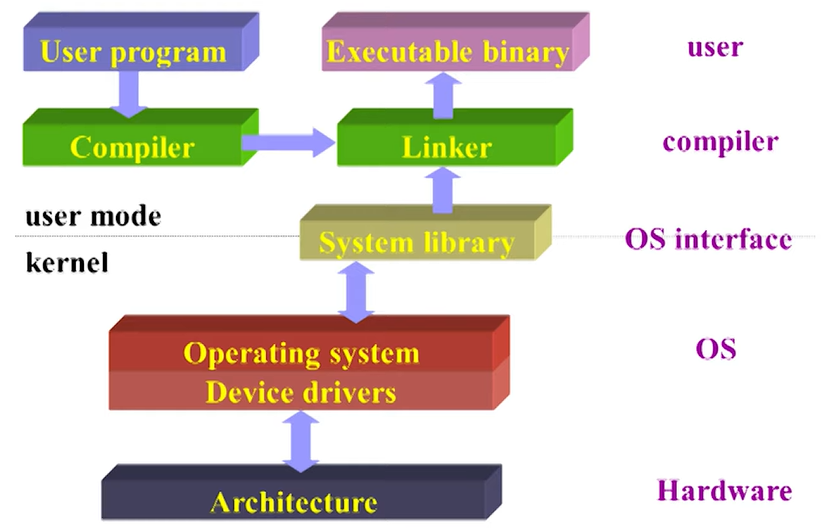 User program
Executable binary
user
Compiler
Linker
compiler
user mode
System library
OS interface
kernel
Operating system
OS
Device drivers
Architecture
Hardware